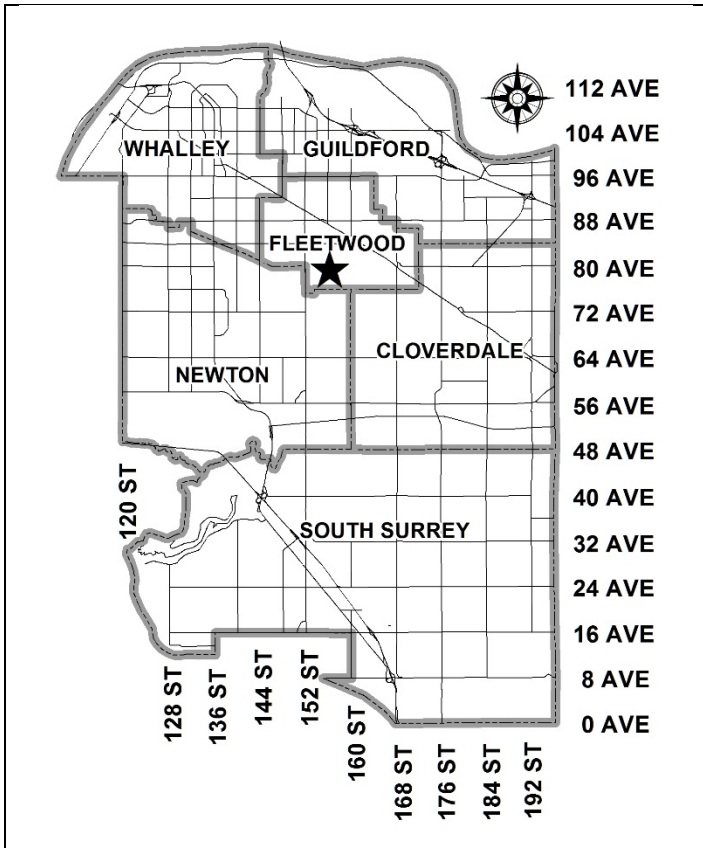 112 AVE
104 AVE
WHALLEY
GUILDFORD
96 AVE
88 AVE
FLEETWOOD
80 AVE
72 AVE
CLOVERDALE
64 AVE
NEWTON
56 AVE
48 AVE
120 ST
40 AVE
SOUTH SURREY
32 AVE
24 AVE
16 AVE
128 ST
136 ST
144 ST
152 ST
8 AVE
160 ST
0 AVE
168 ST
176 ST
184 ST
192 ST